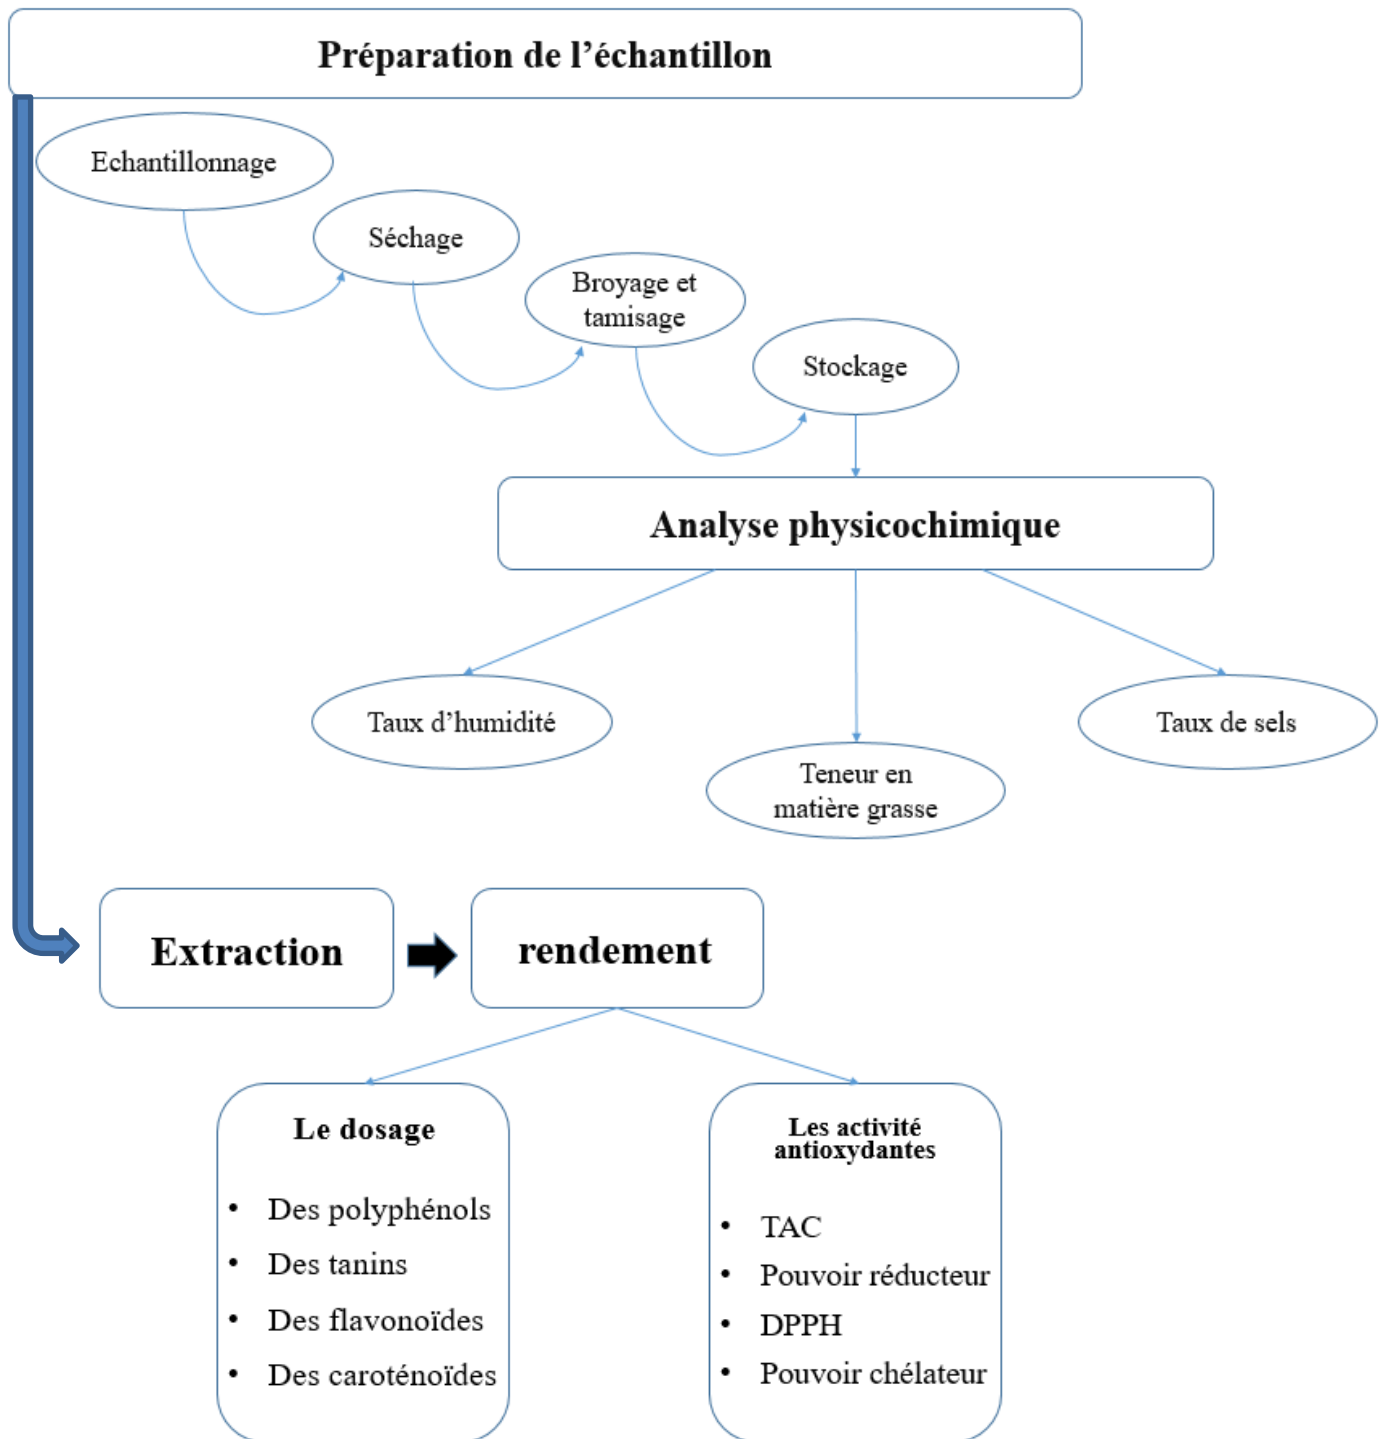 Préparation de l’échantillon
Echantillonnage
Séchage
Broyage et
tamisage
Stockage
Analyse physicochimique
Taux d’humidité
Teneur en
matière grasse
Taux de sels
Extraction
rendement
Le dosage
• Des polyphénols
• Des tanins
• Des flavonoïdes
• Des caroténoïdes
Les activité
antioxydantes
• TAC
• Pouvoir réducteur
• DPPH
• Pouvoir chélateur